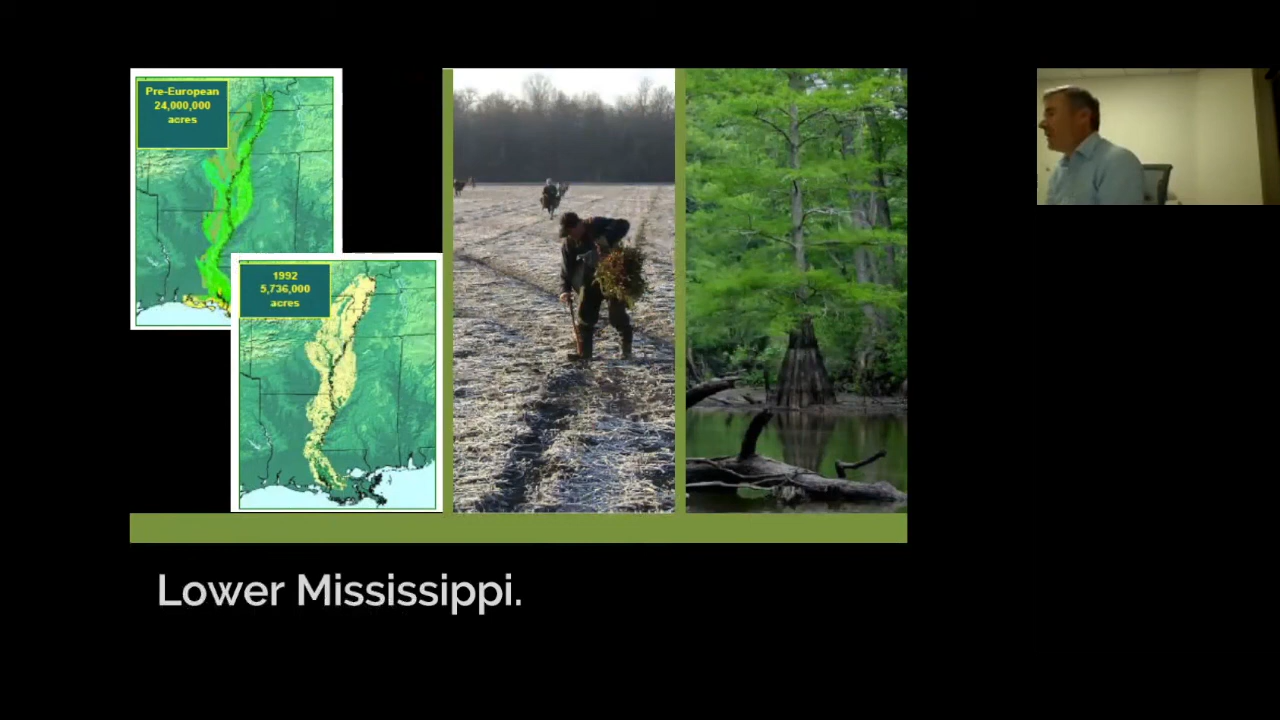 Pre-European
24,000,000
acres
1992
5,736,000
acres
Lower Mississippi.